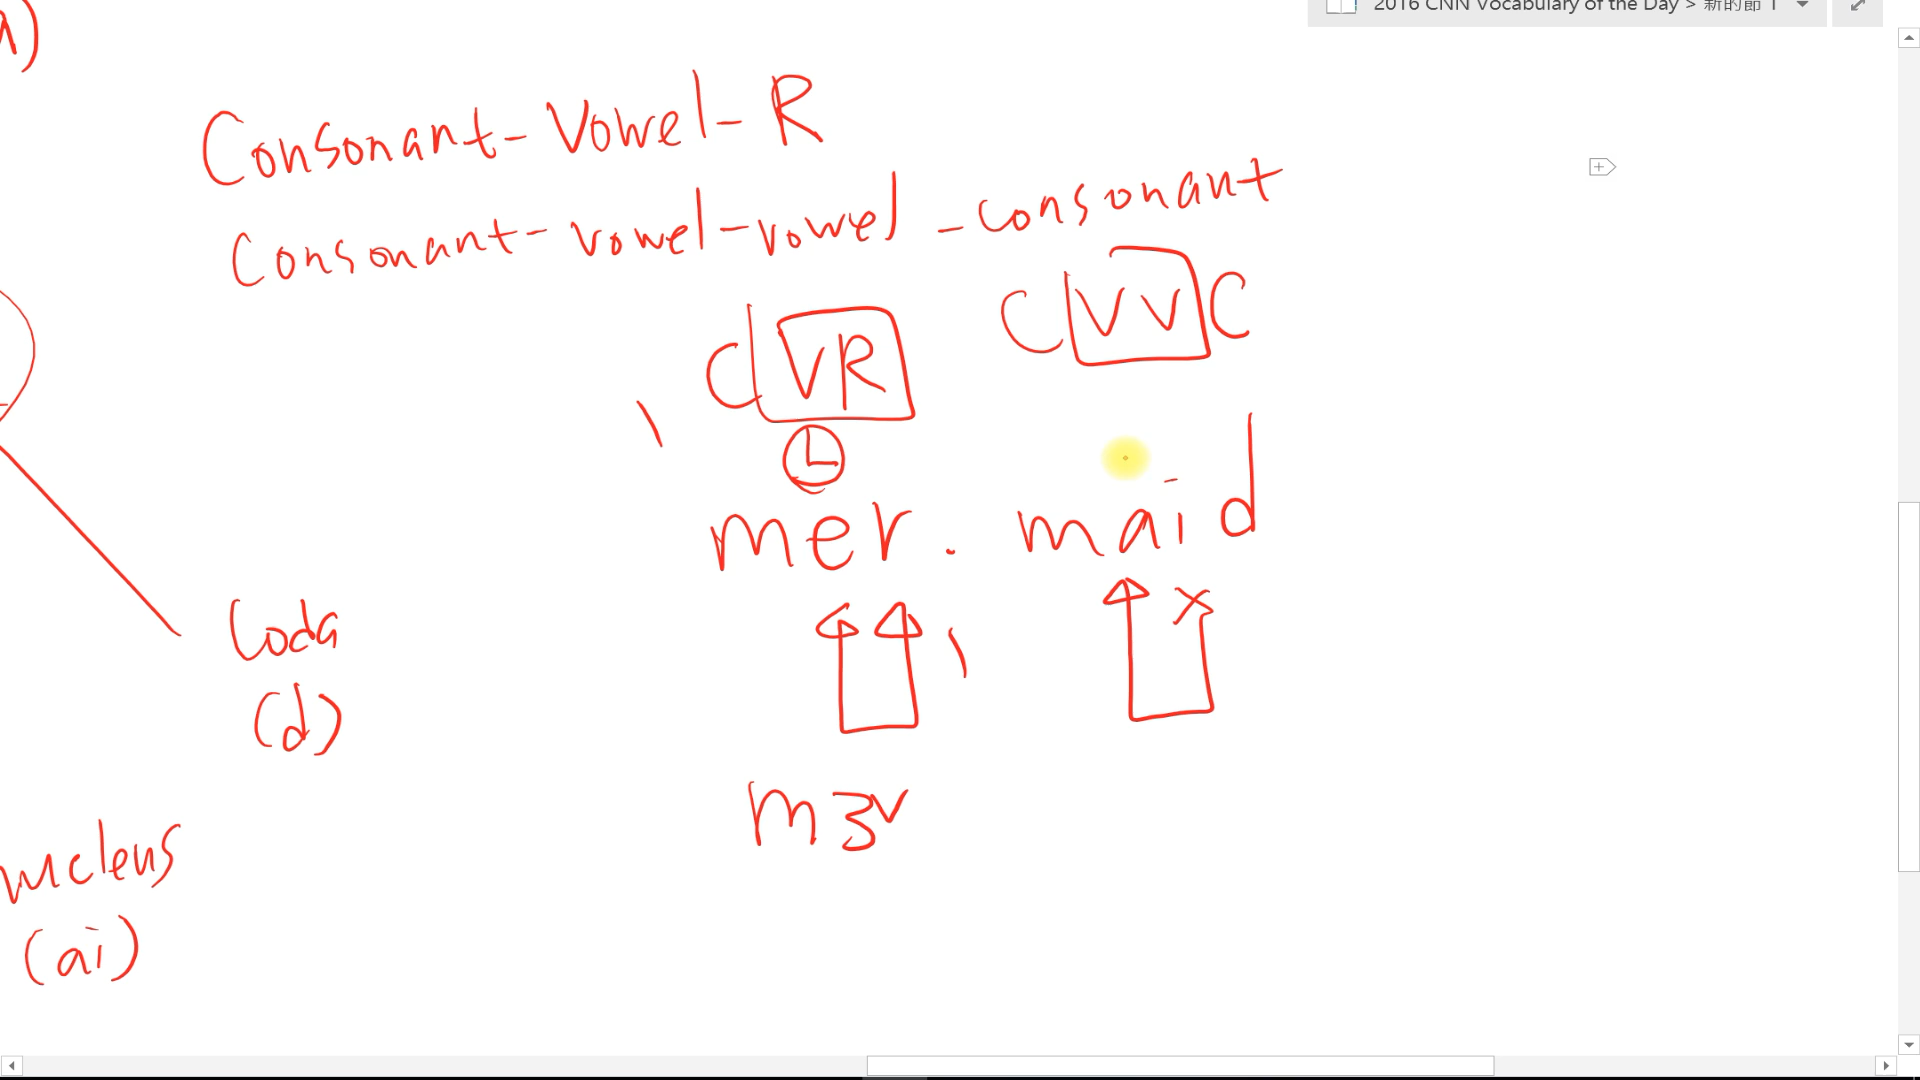 2016 CNN Vocabulary of the Day > 新的節 1
Consonant-Vowel-R
Consonant-vowel-vowel-consonant
CVVC
CVR
L
mer. maid
x
Coda
(d)
mɜr
nucleus
(ai)